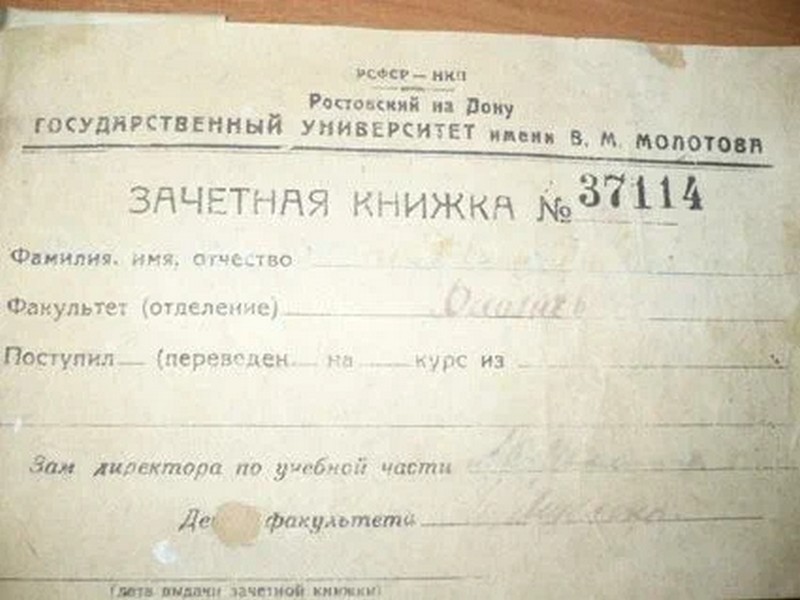 РСФСР — НКП
Ростовский на Дону
ГОСУДАРСТВЕННЫЙ УНИВЕРСИТЕТ имени В. М. МОЛОТОВА
ЗАЧЕТНАЯ КНИЖКА № 37114
Фамилия, имя, отчество
Факультет (отделение)
Поступил (переведен на курс из
Зам директора по учебной части
Де факультета
(дата выдачи зачетной книжки)